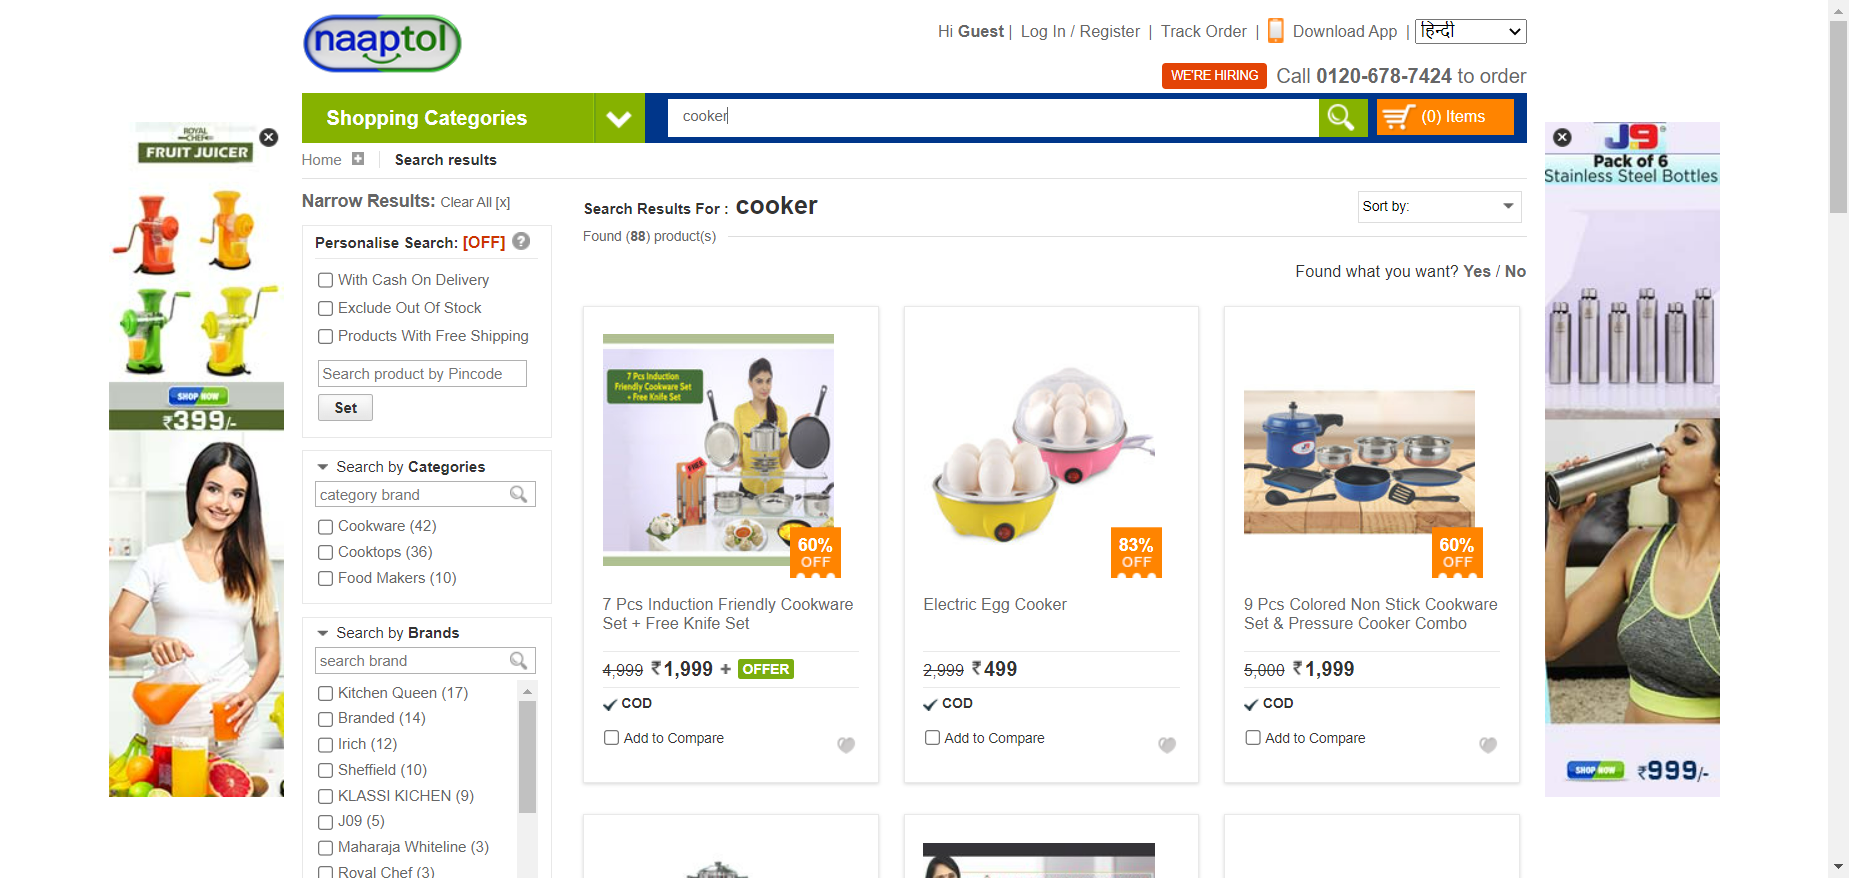 naaptol
Hi Guest | Log In / Register | Track Order | Download App | हिन्दी
WE'RE HIRING Call 0120-678-7424 to order
Shopping Categories
cooker
(0) Items
Home
Search results
ROYAL CHEF
FRUIT JUICER
SHOP NOW
₹399/-
J9
Pack of 6
Stainless Steel Bottles
SHOP NOW ₹999/-
Narrow Results: Clear All [x]
Personalise Search: [OFF] ?
With Cash On Delivery
Exclude Out Of Stock
Products With Free Shipping
Search product by Pincode
Set
Search by Categories
category brand
Cookware (42)
Cooktops (36)
Food Makers (10)
Search by Brands
search brand
Kitchen Queen (17)
Branded (14)
Irich (12)
Sheffield (10)
KLASSI KICHEN (9)
J09 (5)
Maharaja Whiteline (3)
Royal Chef (3)
Search Results For : cooker
Sort by:
Found (88) product(s)
Found what you want? Yes / No
7 Pcs Induction
Friendly Cookware Set
+ Free Knife Set
FREE
60%
OFF
7 Pcs Induction Friendly Cookware
Set + Free Knife Set
4,999 ₹1,999 + OFFER
COD
Add to Compare
83%
OFF
Electric Egg Cooker
2,999 ₹499
COD
Add to Compare
J9
60%
OFF
9 Pcs Colored Non Stick Cookware
Set & Pressure Cooker Combo
5,000 ₹1,999
COD
Add to Compare